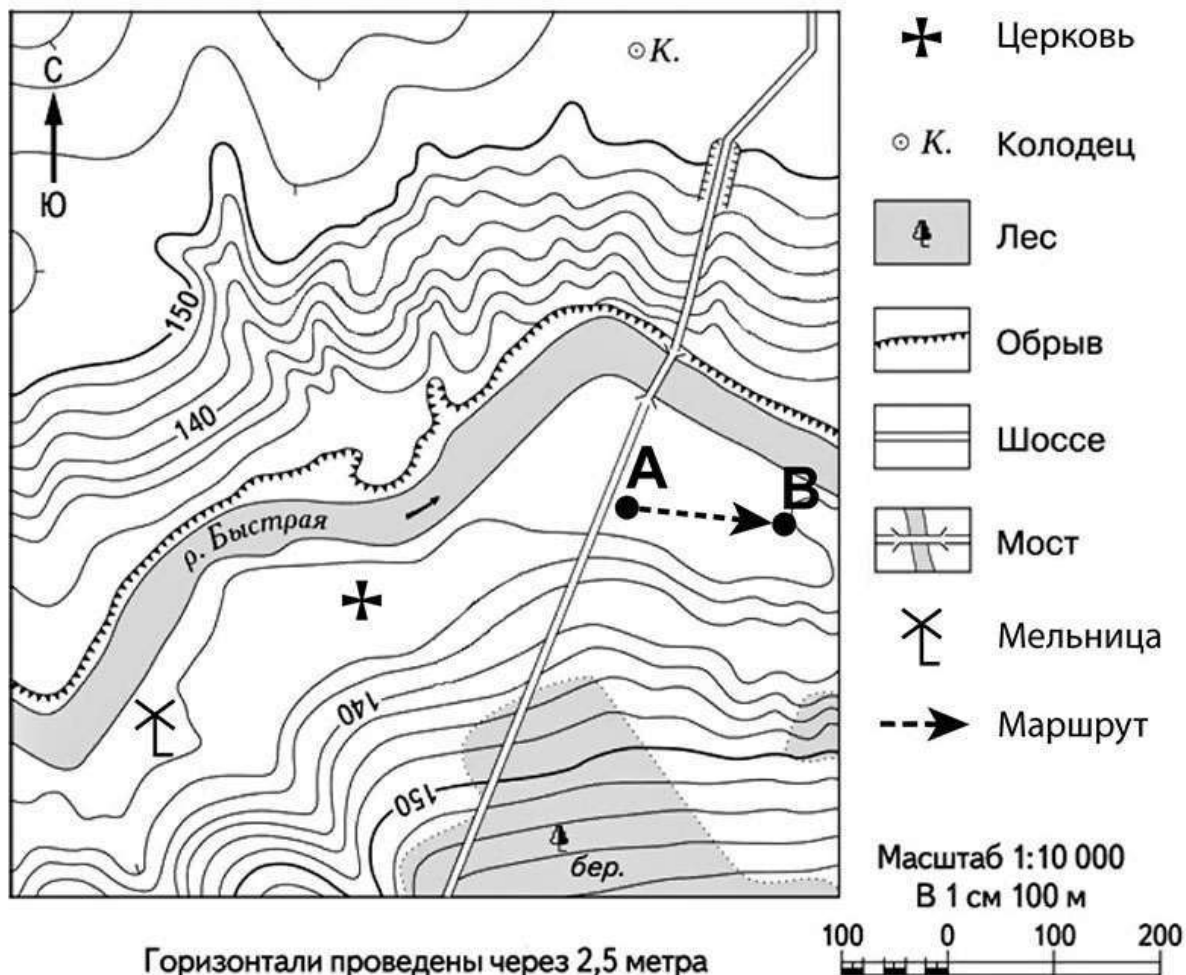 К.
С
Ю
150
140
А
В
р. Быстрая
140
150
бер.
Горизонтали проведены через 2,5 метра
Церковь
К. Колодец
Лес
Обрыв
Шоссе
Мост
Мельница
Маршрут
Масштаб 1:10 000
В 1 см 100 м
100 0 100 200